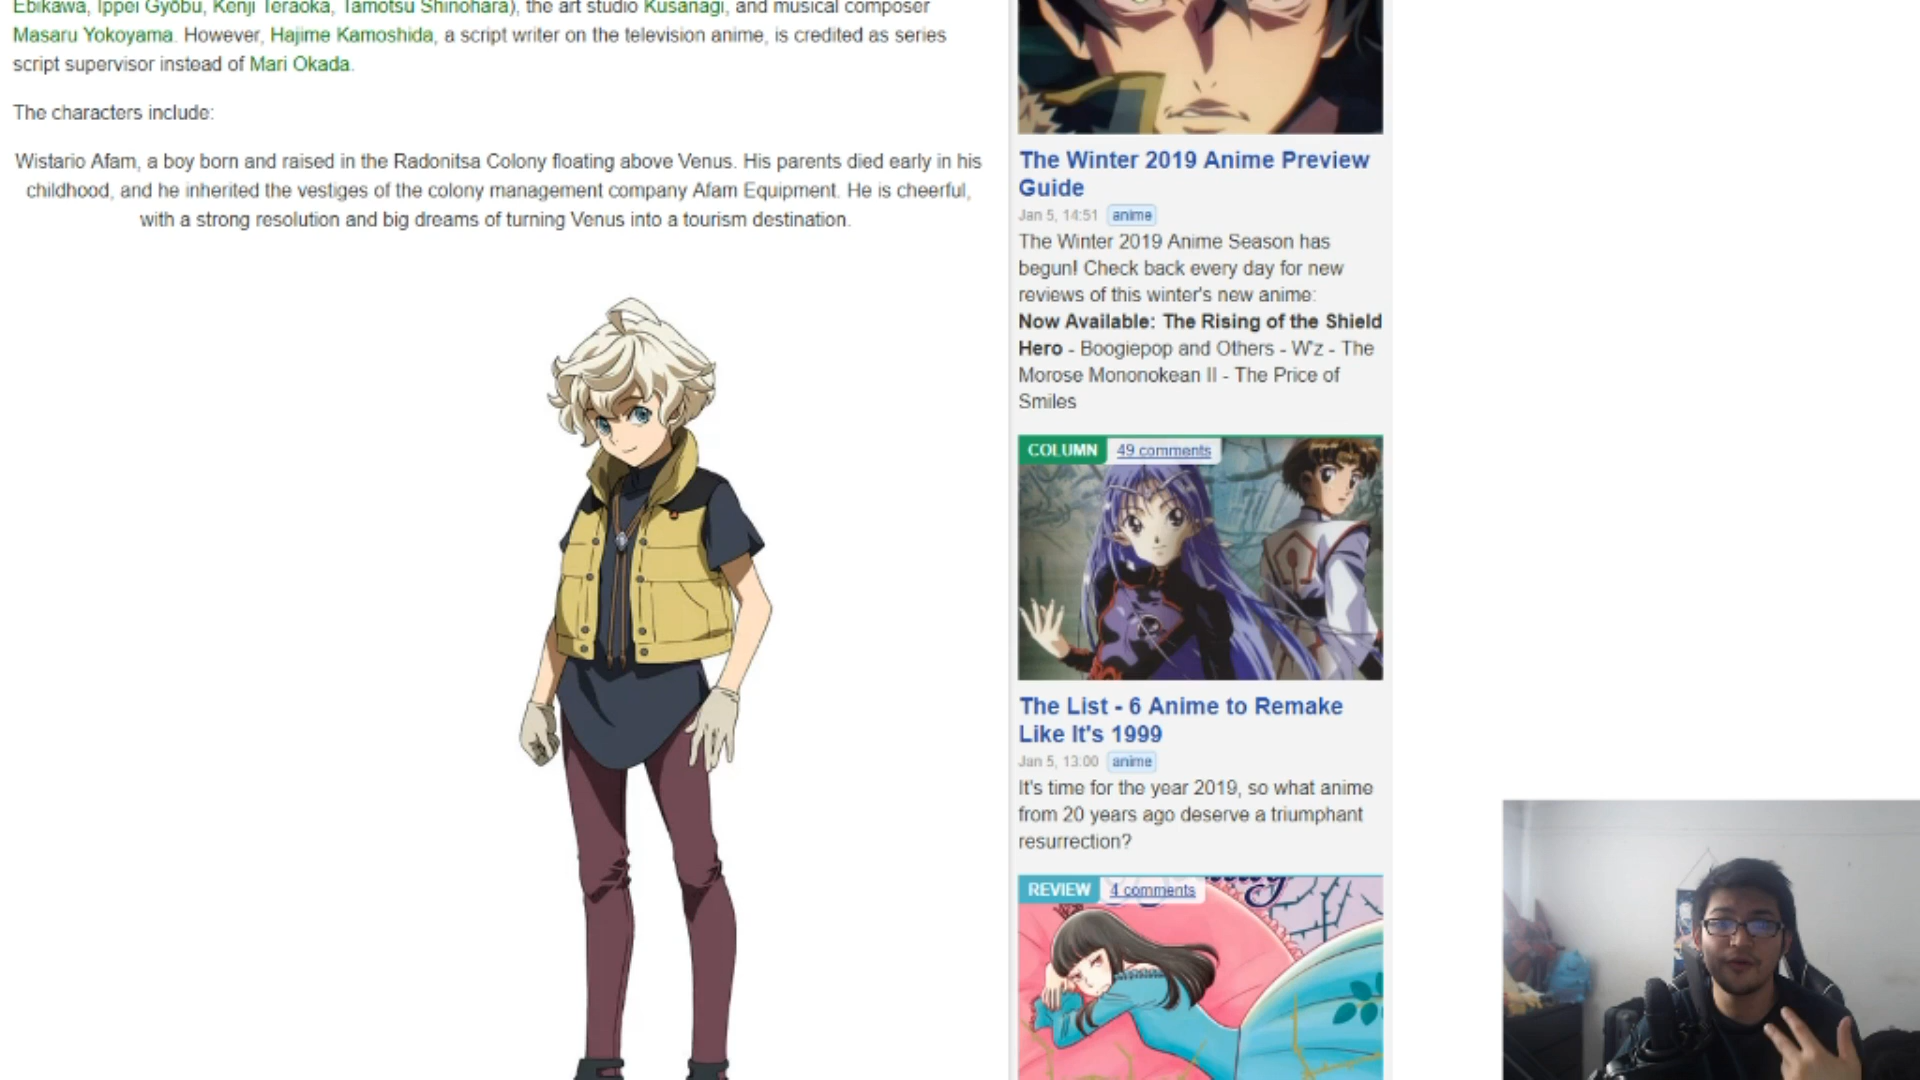 Ebikawa, Ippei Gyōbu, Kenji Teraoka, Tamotsu Shinohara), the art studio Kusanagi, and musical composer
Masaru Yokoyama. However, Hajime Kamoshida, a script writer on the television anime, is credited as series
script supervisor instead of Mari Okada.
The characters include:
Wistario Afam, a boy born and raised in the Radonitsa Colony floating above Venus. His parents died early in his
childhood, and he inherited the vestiges of the colony management company Afam Equipment. He is cheerful,
with a strong resolution and big dreams of turning Venus into a tourism destination.
The Winter 2019 Anime Preview
Guide
Jan 5, 14:51 anime
The Winter 2019 Anime Season has
begun! Check back every day for new
reviews of this winter's new anime:
Now Available: The Rising of the Shield
Hero - Boogiepop and Others - W'z - The
Morose Mononokean II - The Price of
Smiles
COLUMN 49 comments
The List - 6 Anime to Remake
Like It's 1999
Jan 5, 13:00 anime
It's time for the year 2019, so what anime
from 20 years ago deserve a triumphant
resurrection?
REVIEW 4 comments